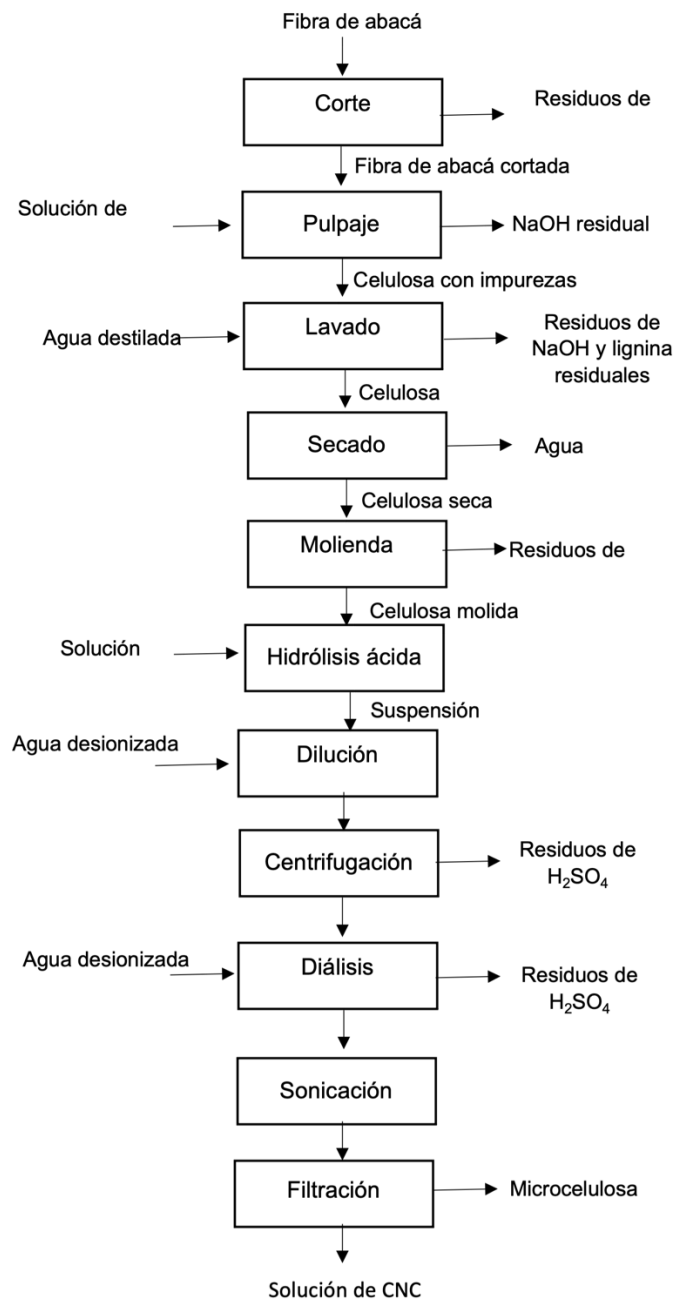 Fibra de abacá
Corte
Residuos de
Fibra de abacá cortada
Solución de
Pulpaje
NaOH residual
Celulosa con impurezas
Agua destilada
Lavado
Residuos de
NaOH y lignina
residuales
Celulosa
Secado
Agua
Celulosa seca
Molienda
Residuos de
Celulosa molida
Solución
Hidrólisis ácida
Suspensión
Agua desionizada
Dilución
Centrifugación
Residuos de
H₂SO₄
Agua desionizada
Diálisis
Residuos de
H₂SO₄
Sonicación
Filtración
Microcelulosa
Solución de CNC